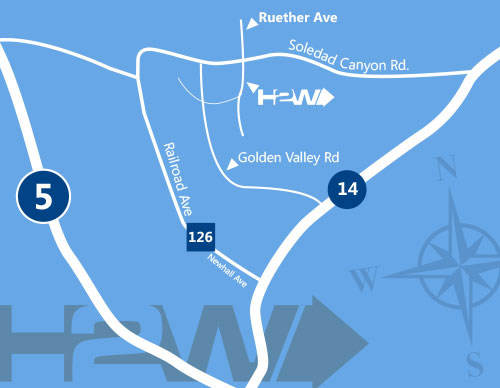 Ruether Ave
Soledad Canyon Rd.
H2W
Railroad Ave
Golden Valley Rd
5
14
126
Newhall Ave
N
W
E
S
H2W